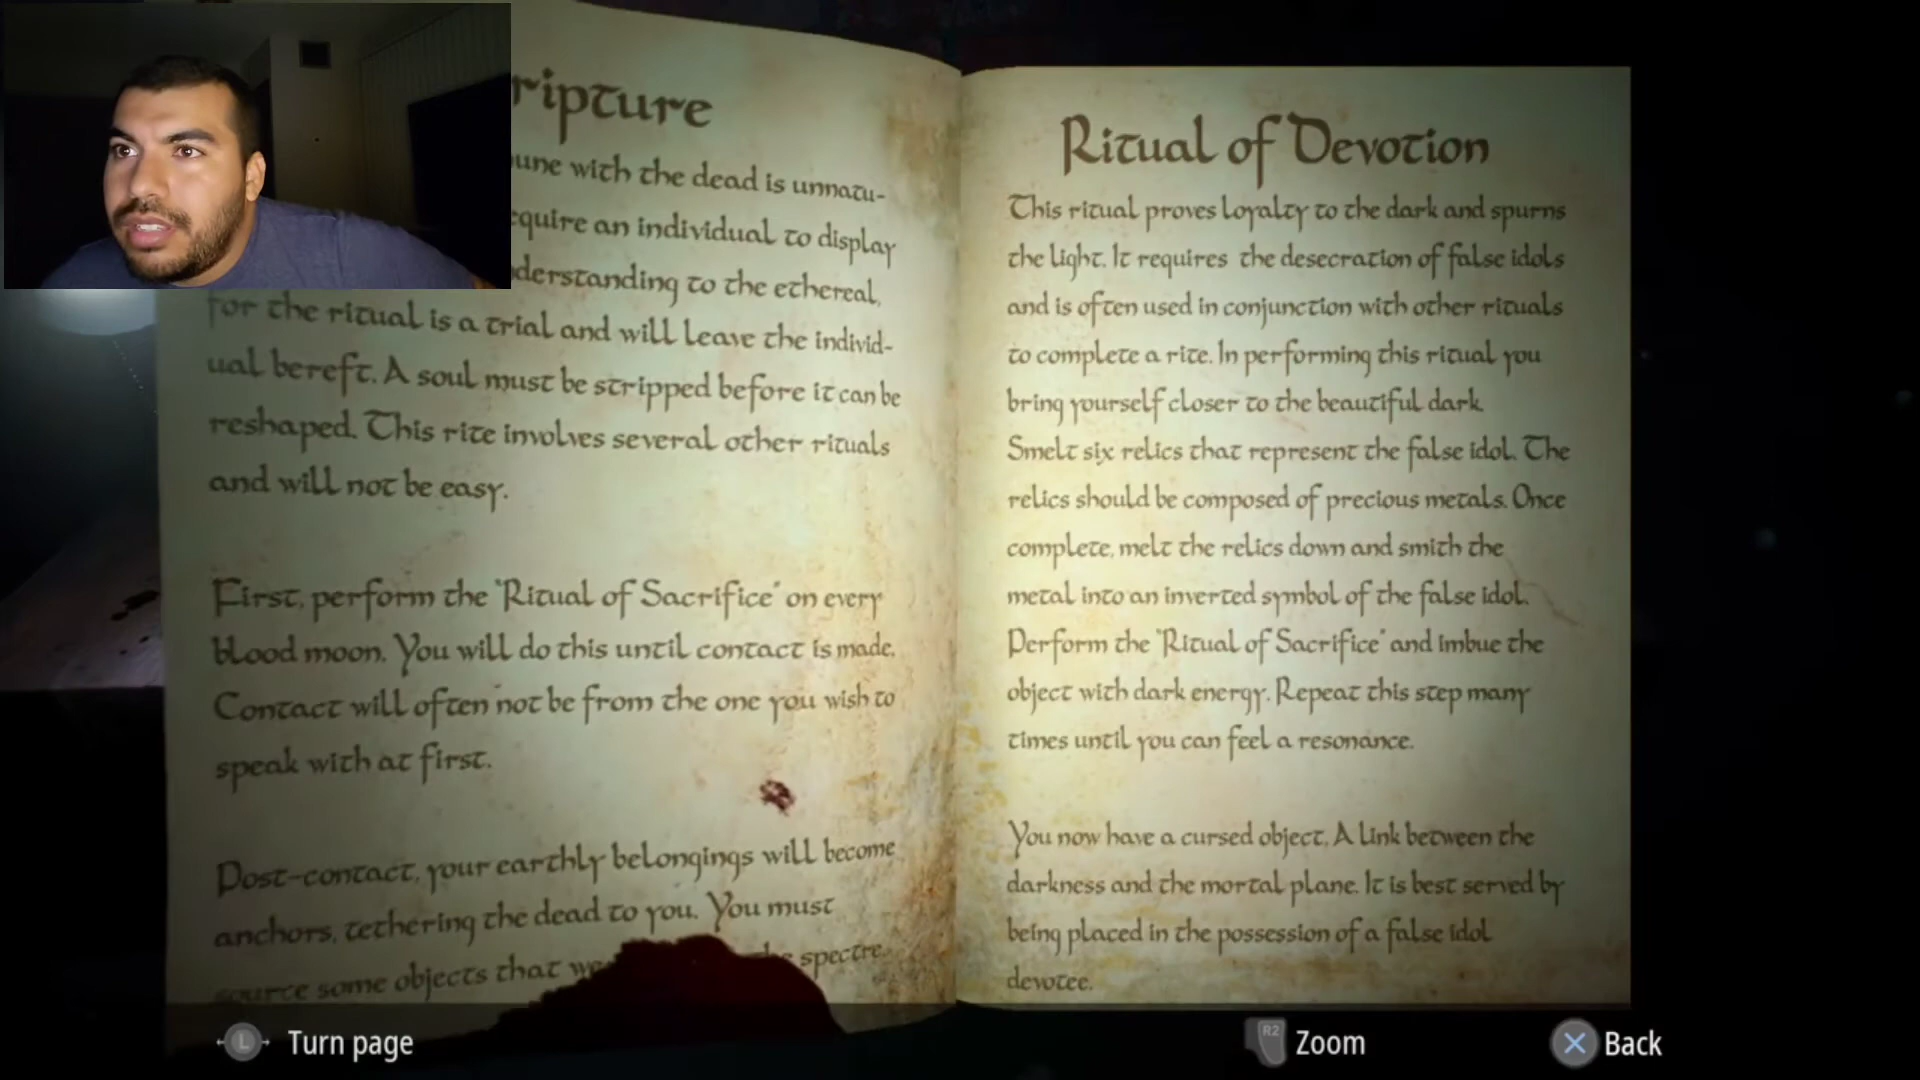 ripture
une with the dead is unnatu-
equire an individual to display
derstanding to the ethereal,
for the ritual is a trial and will leave the individ-
ual bereft. A soul must be stripped before it can be
reshaped. This rite involves several other rituals
and will not be easy.
First, perform the "Ritual of Sacrifice" on every
blood moon. You will do this until contact is made.
Contact will often not be from the one you wish to
speak with at first.
Post-contact, your earthly belongings will become
anchors, tethering the dead to you. You must
source some objects that we spectre
Ritual of Devotion
This ritual proves loyalty to the dark and spurns
the light. It requires the desecration of false idols
and is often used in conjunction with other rituals
to complete a rite. In performing this ritual you
bring yourself closer to the beautiful dark.
Smelt six relics that represent the false idol. The
relics should be composed of precious metals. Once
complete, melt the relics down and smith the
metal into an inverted symbol of the false idol.
Perform the "Ritual of Sacrifice" and imbue the
object with dark energy. Repeat this step many
times until you can feel a resonance.
You now have a cursed object. A link between the
darkness and the mortal plane. It is best served by
being placed in the possession of a false idol
devotee.
L Turn page
R2 Zoom
Back